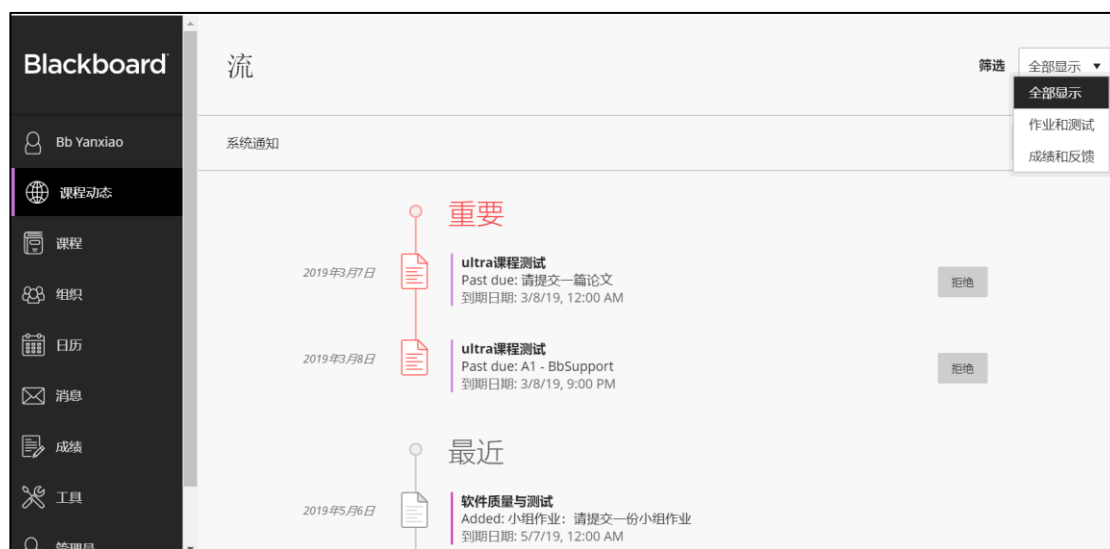 Blackboard
Bb Yanxiao
课程动态
课程
组织
日历
消息
成绩
工具
管理员
流
筛选
全部显示
全部显示
作业和测试
成绩和反馈
系统通知
重要
2019年3月7日
ultra课程测试
Past due: 请提交一篇论文
到期日期: 3/8/19, 12:00 AM
拒绝
2019年3月8日
ultra课程测试
Past due: A1 - BbSupport
到期日期: 3/8/19, 9:00 PM
拒绝
最近
2019年5月6日
软件质量与测试
Added: 小组作业：请提交一份小组作业
到期日期: 5/7/19, 12:00 AM